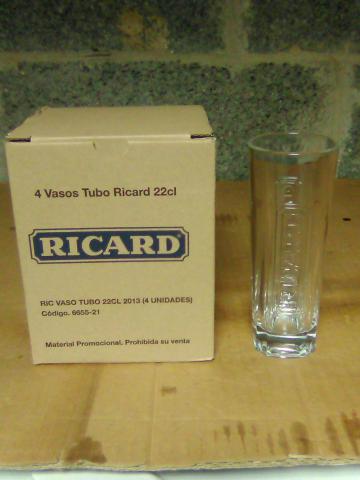 4 Vasos Tubo Ricard 22cl
RICARD
RIC VASO TUBO 22CL 2013 (4 UNIDADES)
Código. 6655-21
Material Promocional. Prohibida su venta
RICARD